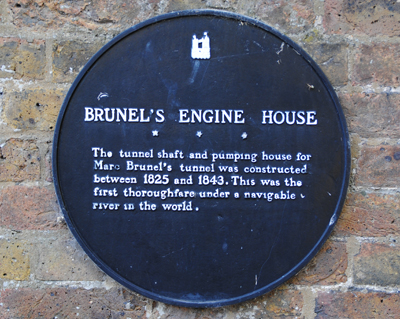 BRUNEL'S ENGINE HOUSE
The tunnel shaft and pumping house for
Marc Brunel's tunnel was constructed
between 1825 and 1843. This was the
first thoroughfare under a navigable
river in the world.